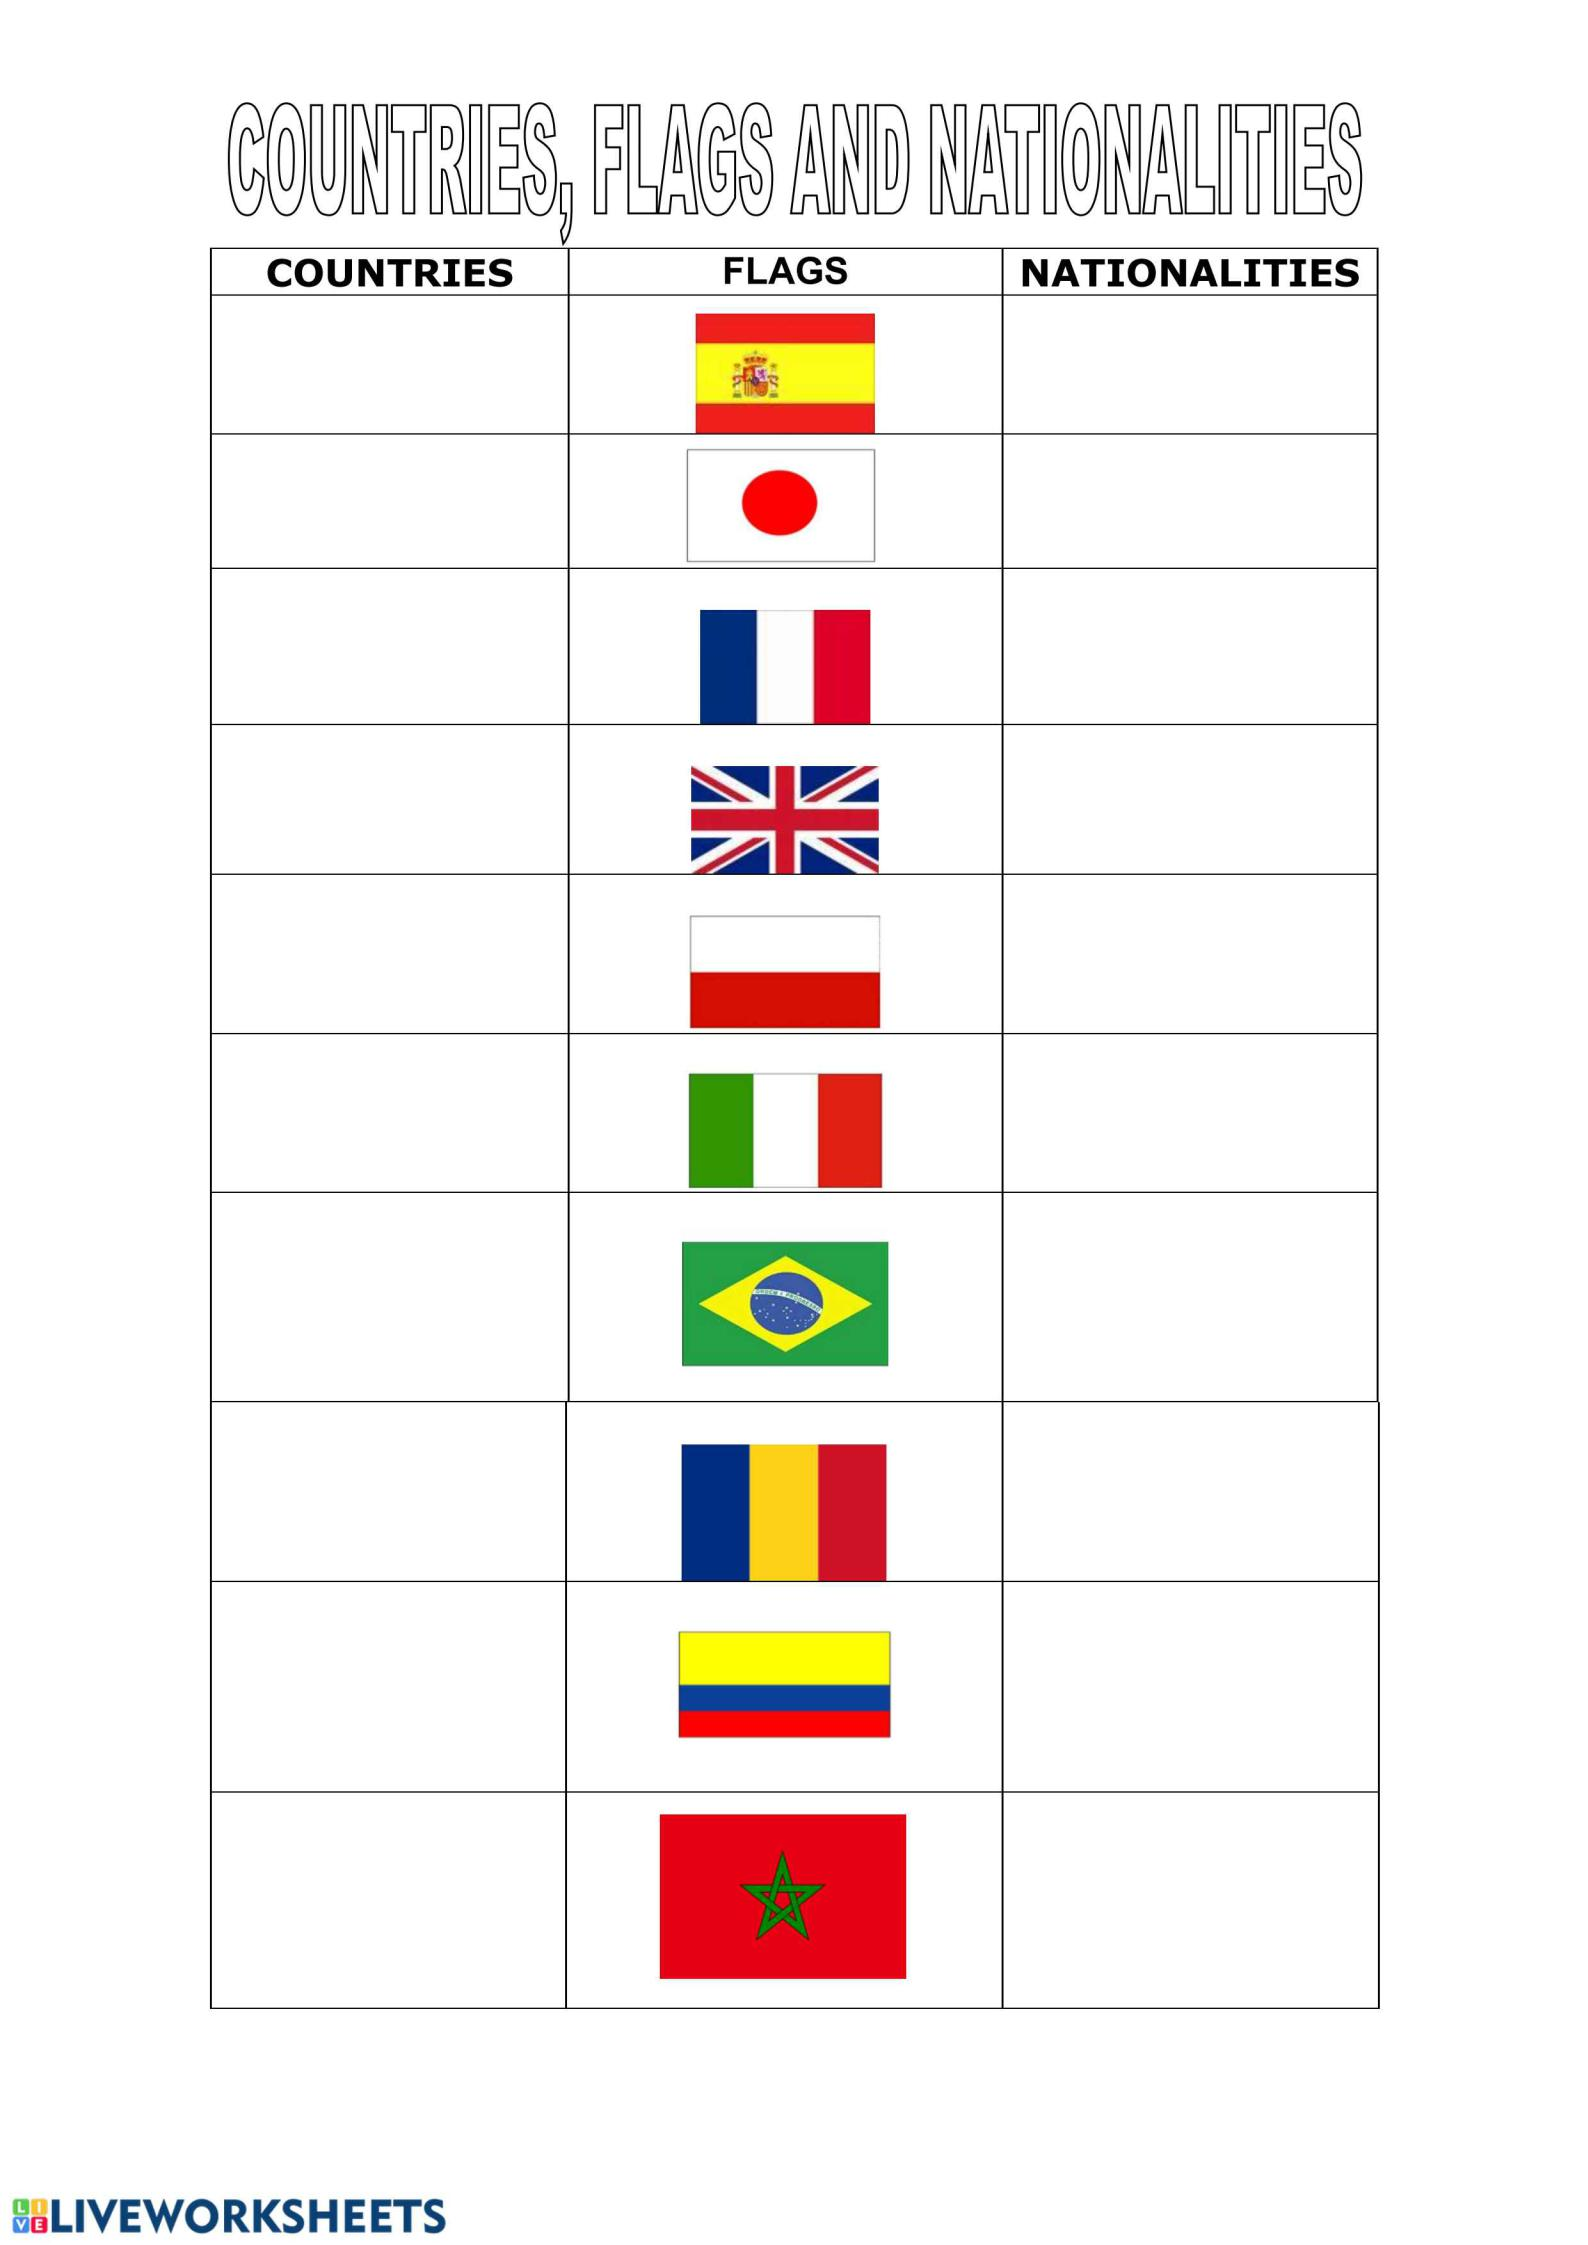 COUNTRIES, FLAGS AND NATIONALITIES
COUNTRIES FLAGS NATIONALITIES
LIVEWORKSHEETS